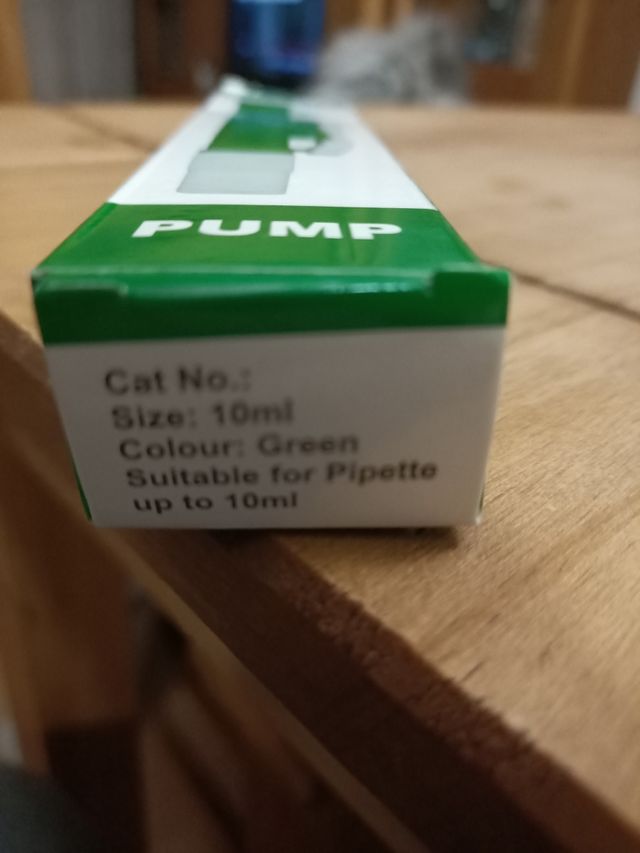 PUMP
Cat No.:
Size: 10ml
Colour: Green
Suitable for Pipette
up to 10ml